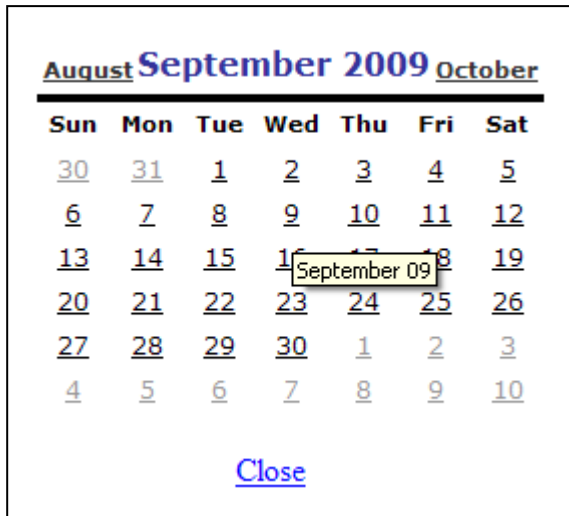 August September 2009 October
Sun Mon Tue Wed Thu Fri Sat
30 31 1 2 3 4 5
6 7 8 9 10 11 12
13 14 15 19
September 09
20 21 22 23 24 25 26
27 28 29 30 1 2 3
4 5 6 7 8 9 10
Close